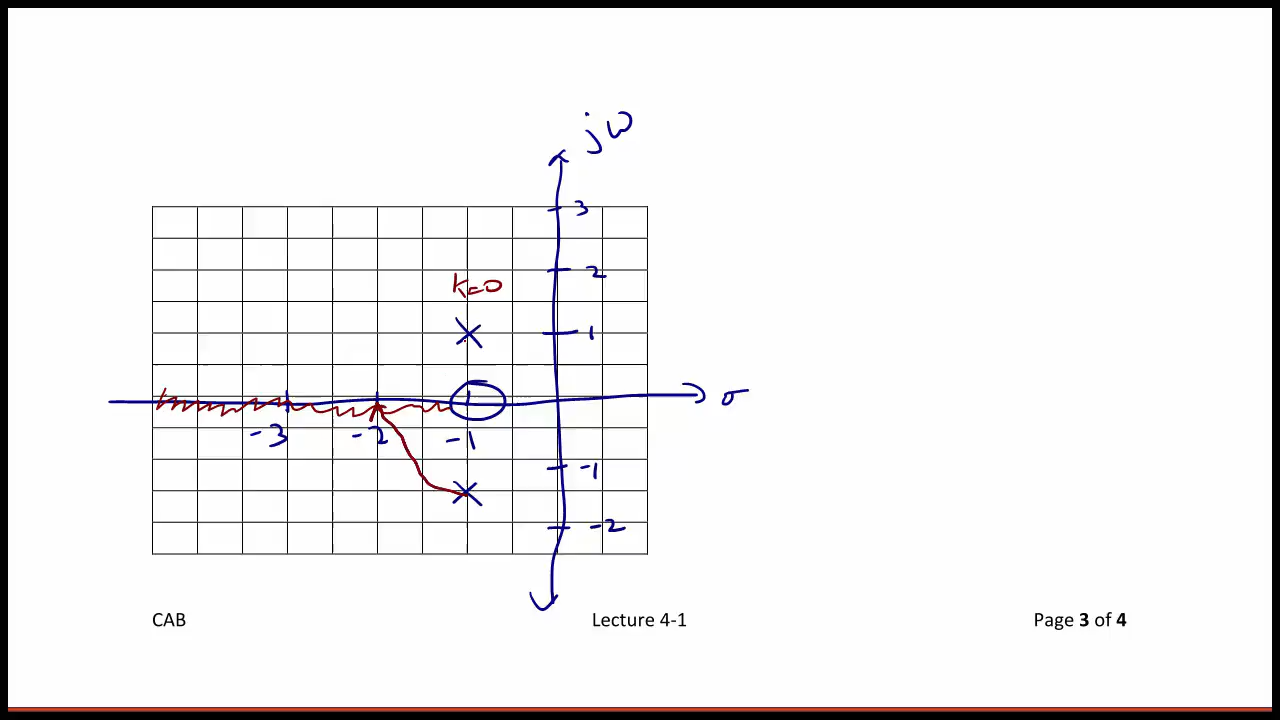 jω
3
2
K=0
1
σ
-3
-2
-1
-1
-2
CAB
Lecture 4-1
Page 3 of 4